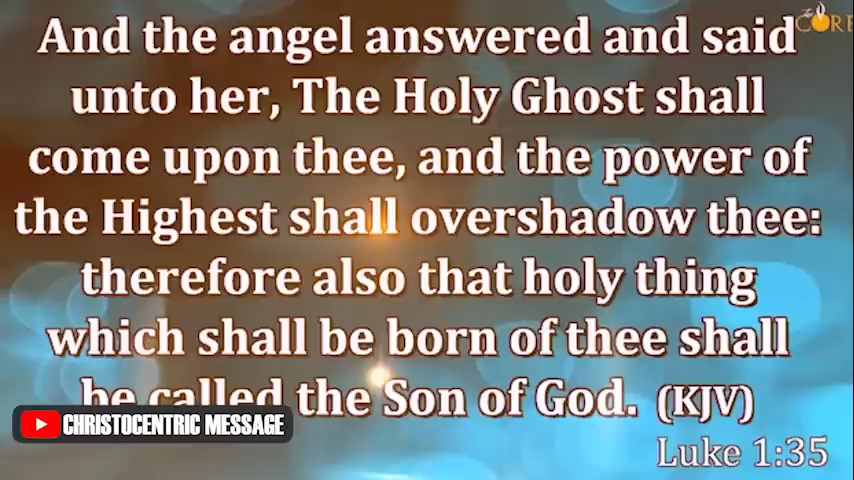 And the angel answered and said
unto her, The Holy Ghost shall
come upon thee, and the power of
the Highest shall overshadow thee:
therefore also that holy thing
which shall be born of thee shall
be called the Son of God. (KJV)
CHRISTOCENTRIC MESSAGE
Luke 1:35